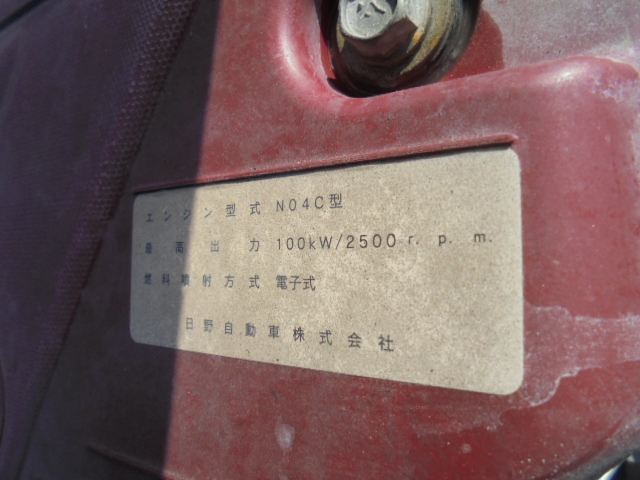 エンジン型式 N04C型
最高出力 100kW/2500 r. p. m.
燃料噴射方式 電子式
日野自動車株式会社